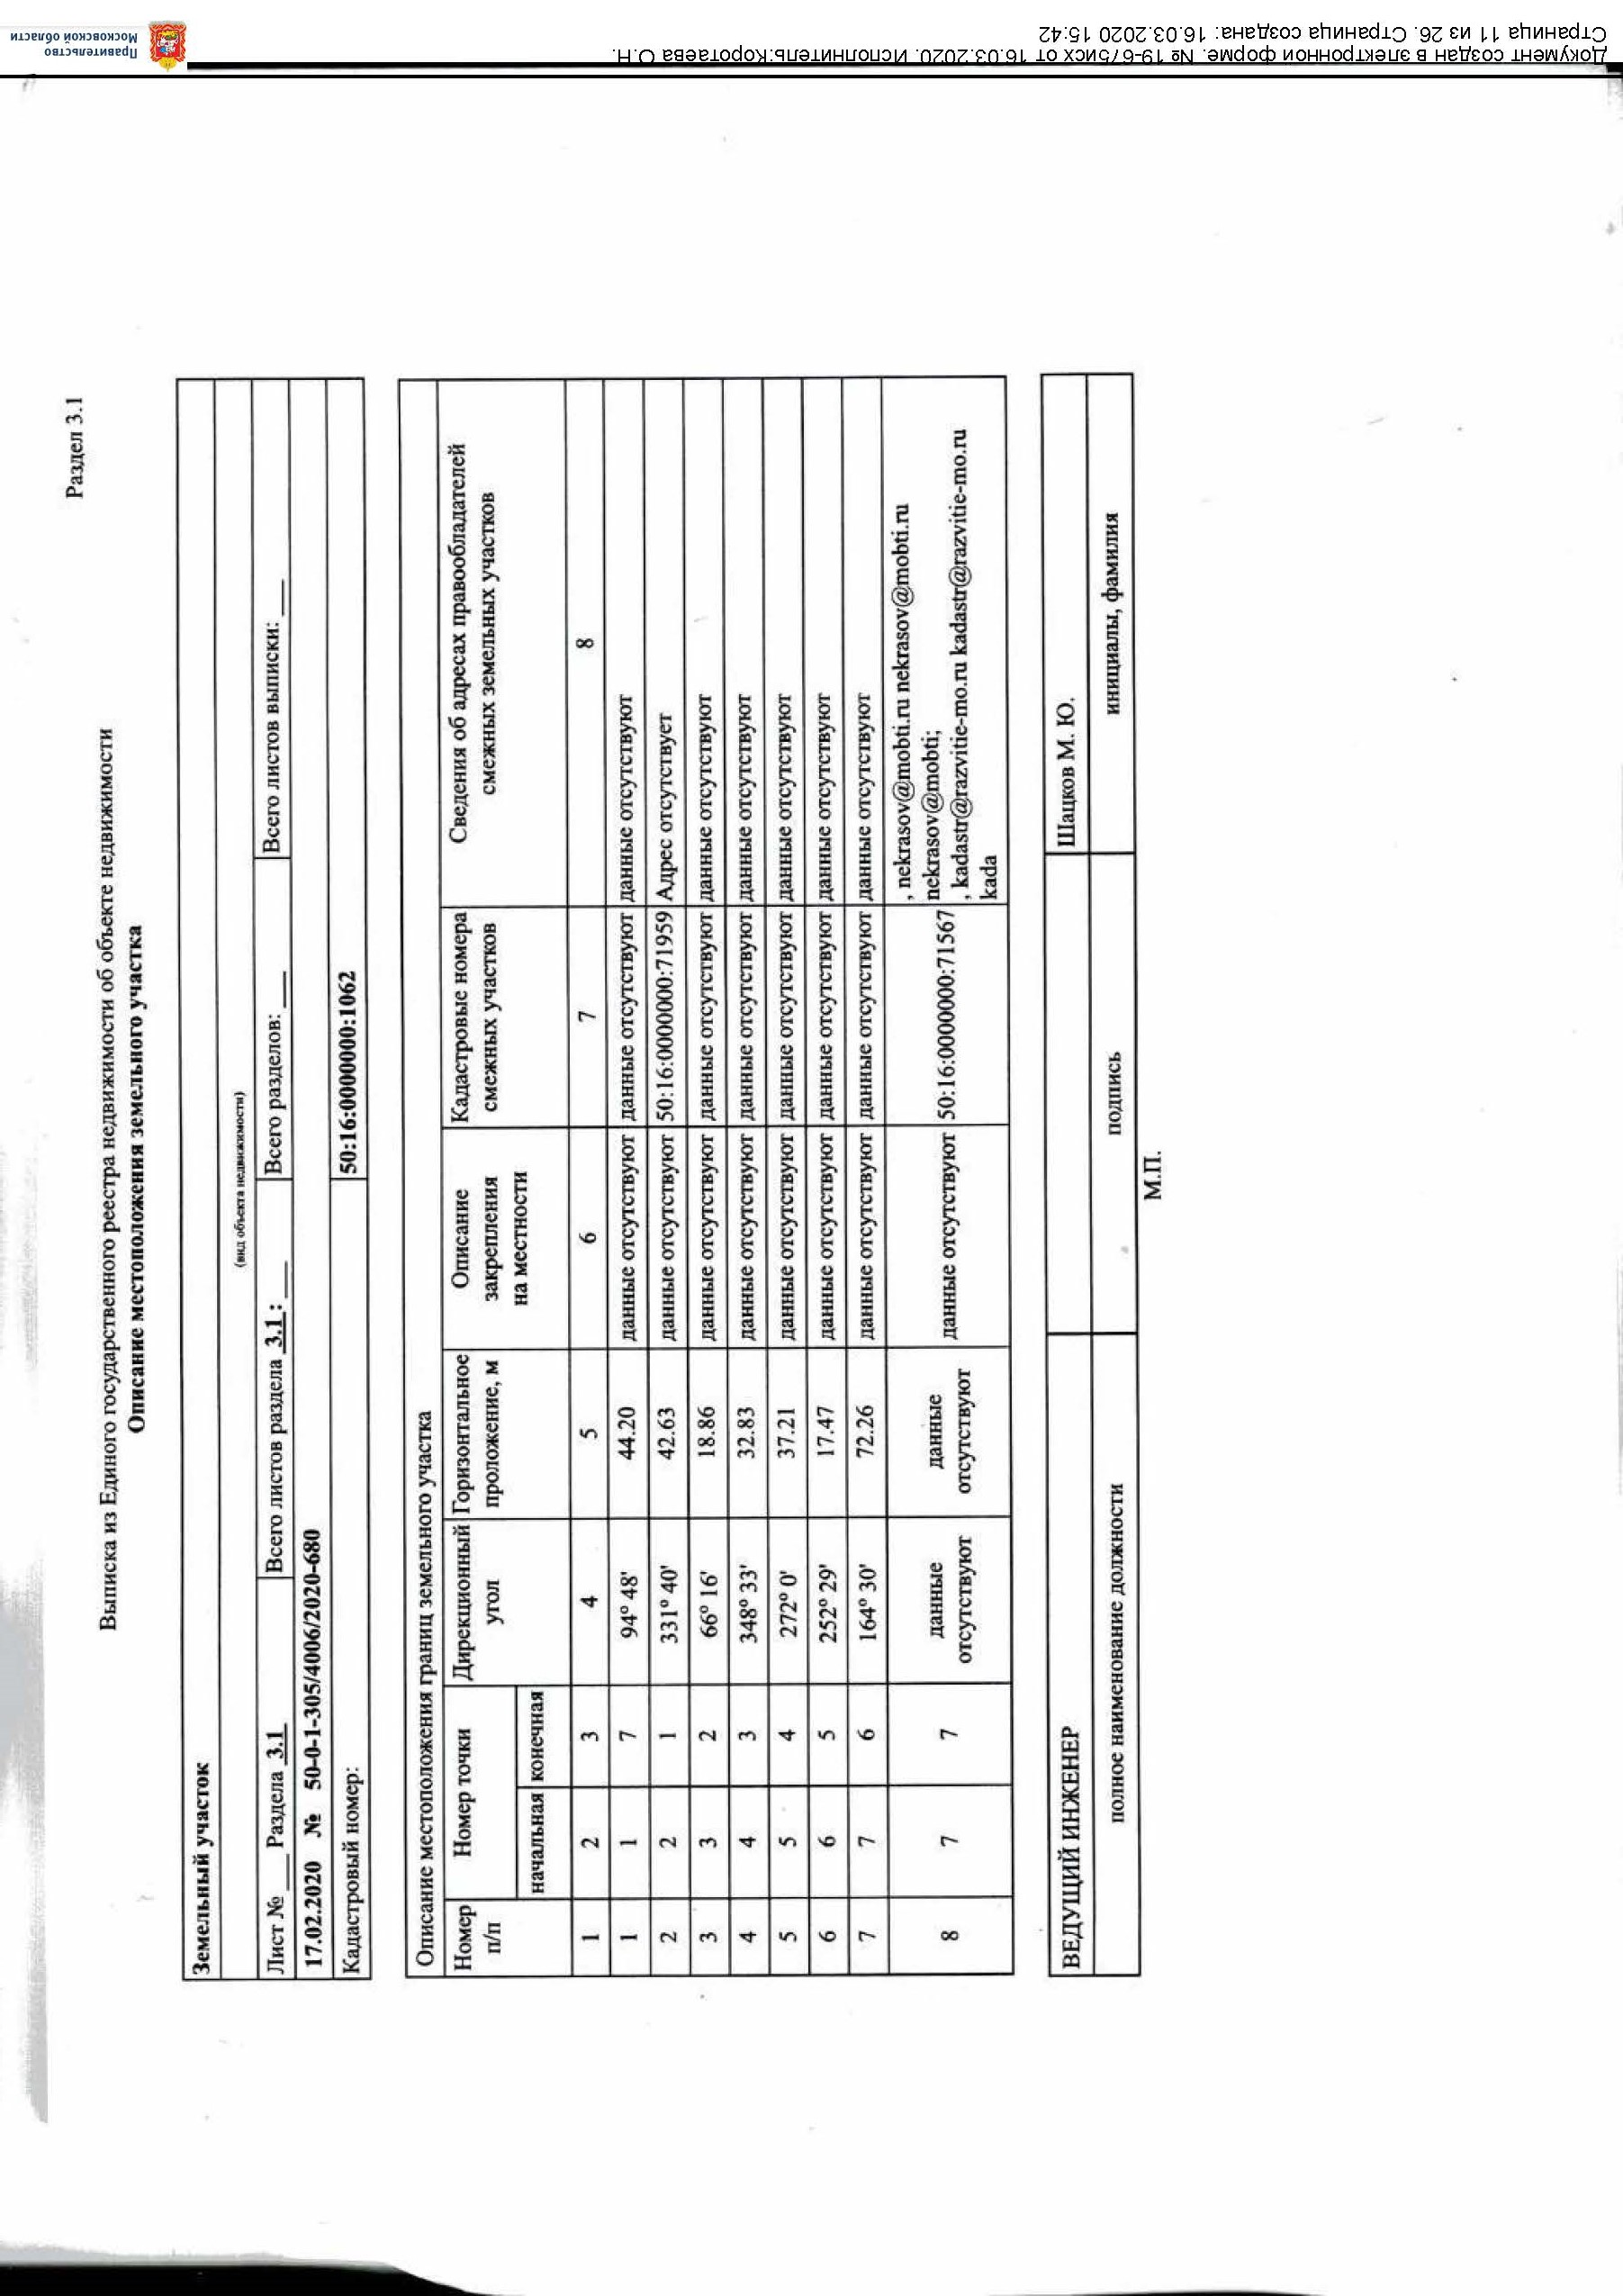 Раздел 3.1
Выписка из Единого государственного реестра недвижимости об объекте недвижимости
Описание местоположения земельного участка
Земельный участок
(вид объекта недвижимости)
Лист № ___ Раздела 3.1 Всего листов раздела 3.1 : ___ Всего разделов: ___ Всего листов выписки: ___
17.02.2020 № 50-0-1-305/4006/2020-680
Кадастровый номер: 50:16:0000000:1062
Описание местоположения границ земельного участка
Номер п/п Номер точки Дирекционный угол Горизонтальное проложение, м Описание закрепления на местности Кадастровые номера смежных участков Сведения об адресах правообладателей смежных земельных участков
начальная конечная
1 2 3 4 5 6 7 8
1 1 7 94° 48' 44.20 данные отсутствуют данные отсутствуют данные отсутствуют
2 2 1 331° 40' 42.63 данные отсутствуют 50:16:0000000:71959 Адрес отсутствует
3 3 2 66° 16' 18.86 данные отсутствуют данные отсутствуют данные отсутствуют
4 4 3 348° 33' 32.83 данные отсутствуют данные отсутствуют данные отсутствуют
5 5 4 272° 0' 37.21 данные отсутствуют данные отсутствуют данные отсутствуют
6 6 5 252° 29' 17.47 данные отсутствуют данные отсутствуют данные отсутствуют
7 7 6 164° 30' 72.26 данные отсутствуют данные отсутствуют данные отсутствуют
8 7 7 данные отсутствуют данные отсутствуют данные отсутствуют 50:16:0000000:71567 , nekrasov@mobti.ru nekrasov@mobti.ru
nekrasov@mobti;
, kadastr@razvitie-mo.ru kadastr@razvitie-mo.ru
kada
ВЕДУЩИЙ ИНЖЕНЕР Шацков М. Ю.
полное наименование должности подпись инициалы, фамилия
М.П.
Документ создан в электронной форме. № 19-675исх от 16.03.2020. Исполнитель:Коротаева О.Н.
Страница 11 из 26. Страница создана: 16.03.2020 15:42
Правительство
Московской области